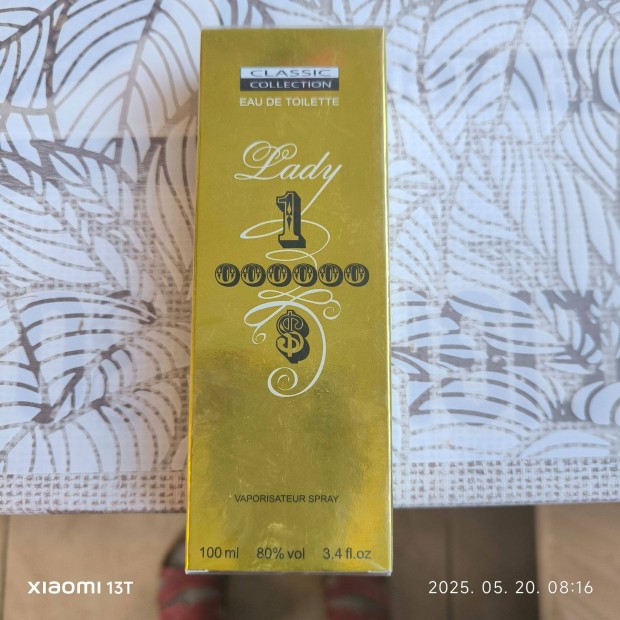 CLASSIC
COLLECTION
EAU DE TOILETTE
Lady
1
000000
$
VAPORISATEUR SPRAY
100 ml 80% vol 3.4 fl.oz
XIAOMI 13T
2025. 05. 20. 08:16